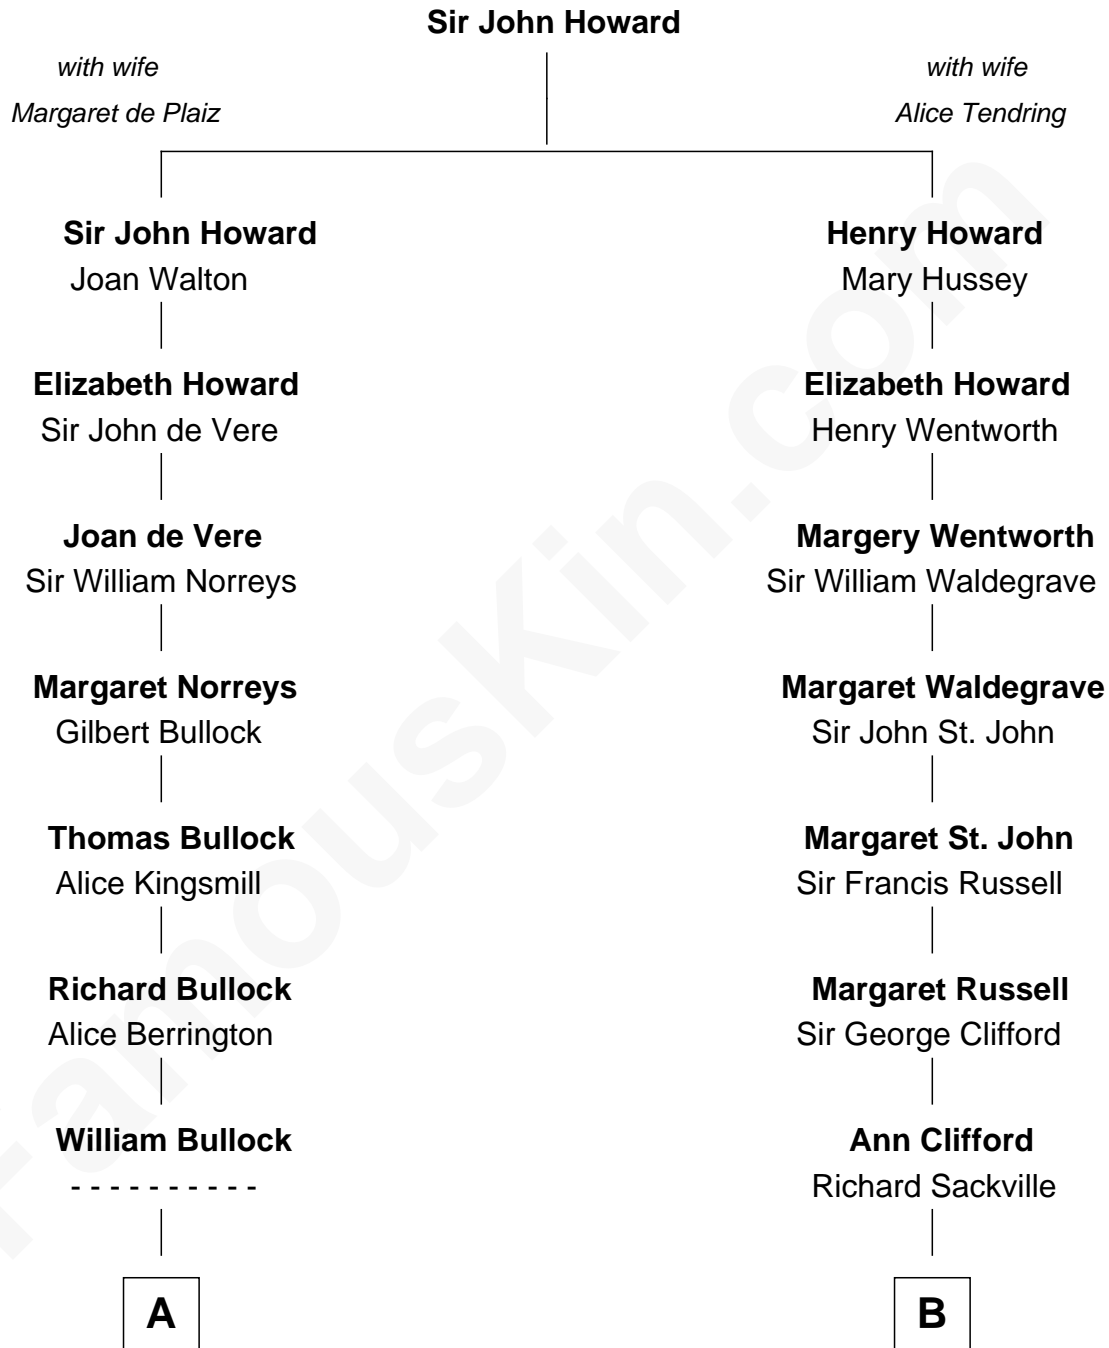 Sir John Howard
with wife
Margaret de Plaiz
with wife
Alice Tendring
Sir John Howard
Joan Walton
Henry Howard
Mary Hussey
Elizabeth Howard
Sir John de Vere
Elizabeth Howard
Henry Wentworth
Joan de Vere
Sir William Norreys
Margery Wentworth
Sir William Waldegrave
Margaret Norreys
Gilbert Bullock
Margaret Waldegrave
Sir John St. John
Thomas Bullock
Alice Kingsmill
Margaret St. John
Sir Francis Russell
Richard Bullock
Alice Berrington
Margaret Russell
Sir George Clifford
William Bullock
- - - - - - - - - -
Ann Clifford
Richard Sackville
A
B
FamousKin.com